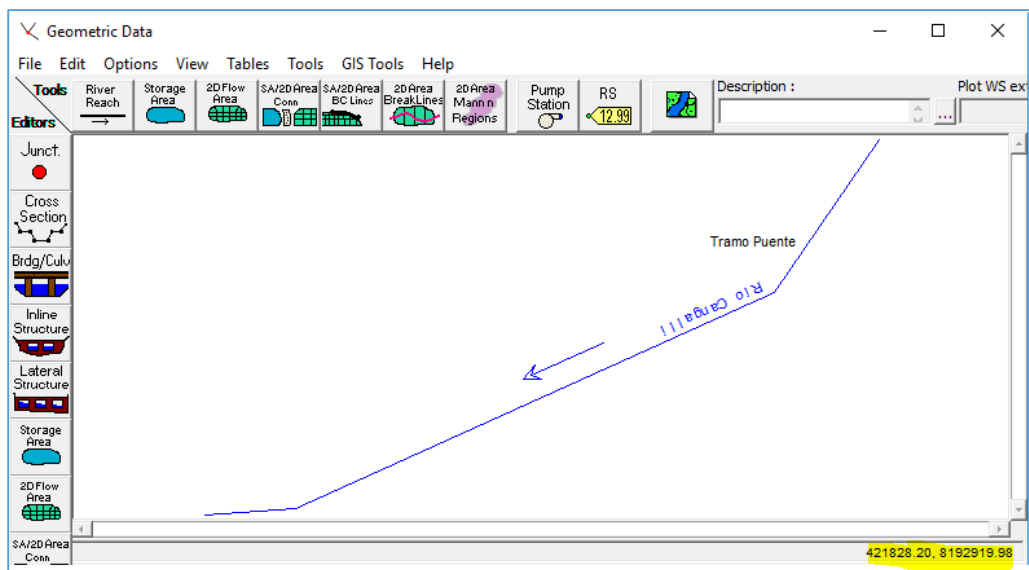 Geometric Data
File Edit Options View Tables Tools GIS Tools Help
Tools
Editors
River
Reach
Storage
Area
2D Flow
Area
SA/2D Area
Conn
SA/2D Area
BC Lines
2D Area
BreakLines
2D Area
Mann n
Regions
Pump
Station
RS
12.99
Description :
...
Plot WS ext
Junct.
Cross
Section
Brdg/Culv
Inline
Structure
Lateral
Structure
Storage
Area
2D Flow
Area
SA/2D Area
Conn
Tramo Puente
Rio Cangalli
421828.20, 8192919.98